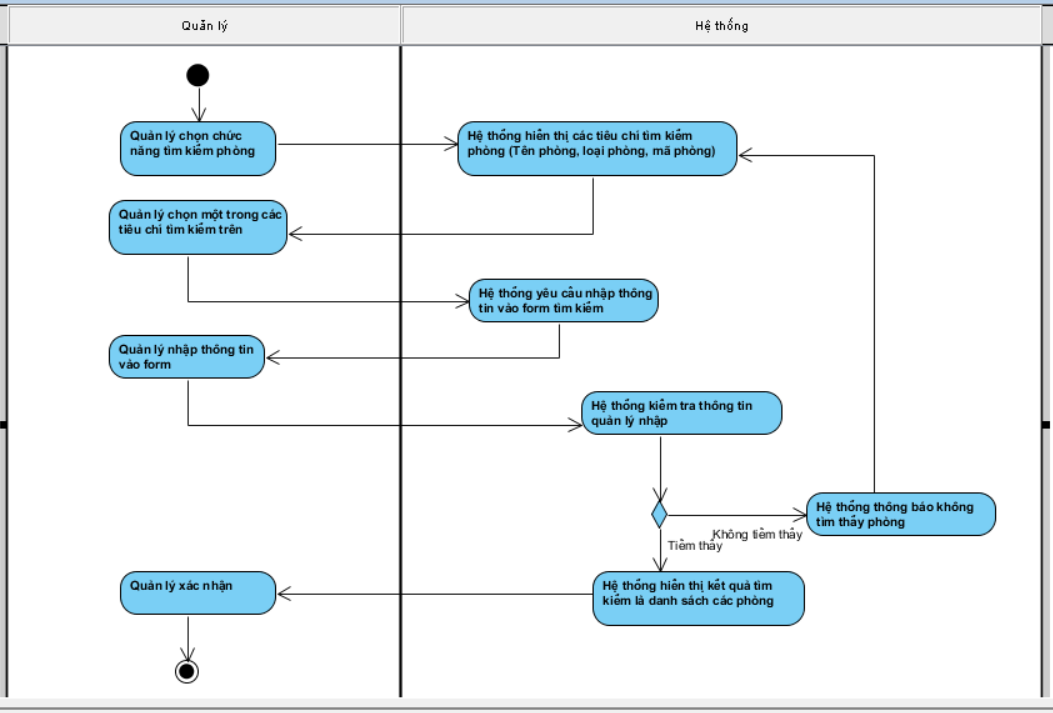 Quản lý
Hệ thống
Quản lý chọn chức
năng tìm kiếm phòng
Hệ thống hiển thị các tiêu chí tìm kiếm
phòng (Tên phòng, loại phòng, mã phòng)
Quản lý chọn một trong các
tiêu chí tìm kiếm trên
Hệ thống yêu cầu nhập thông
tin vào form tìm kiếm
Quản lý nhập thông tin
vào form
Hệ thống kiểm tra thông tin
quản lý nhập
Hệ thống thông báo không
tìm thấy phòng
Không tiềm thấy
Tiềm thấy
Quản lý xác nhận
Hệ thống hiển thị kết quả tìm
kiếm là danh sách các phòng